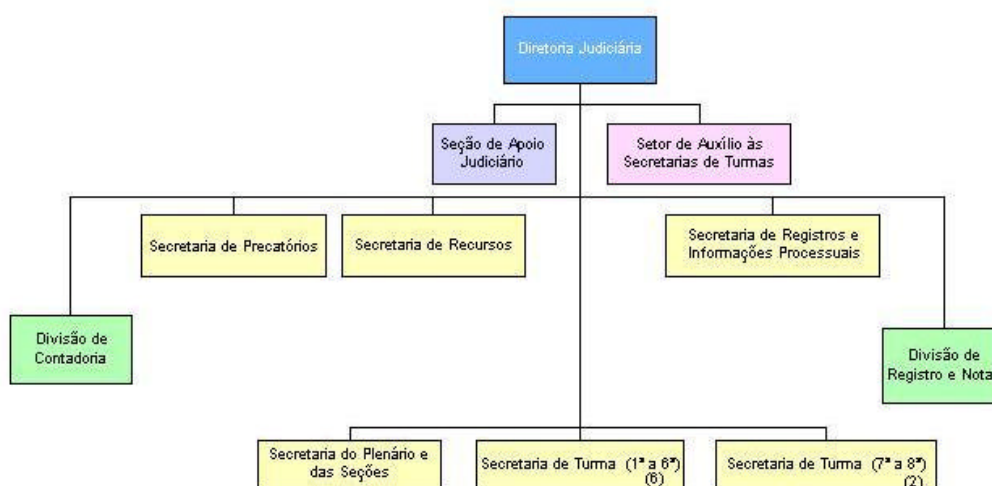 Diretoria Judiciária
Seção de Apoio
Judiciário
Setor de Auxílio às
Secretarias de Turmas
Secretaria de Precatórios
Secretaria de Recursos
Secretaria de Registros e
Informações Processuais
Divisão de
Contadoria
Divisão de
Registro e Nota
Secretaria do Plenário e
das Seções
Secretaria de Turma (1ª a 6ª)
(6)
Secretaria de Turma (7ª a 8ª)
(2)